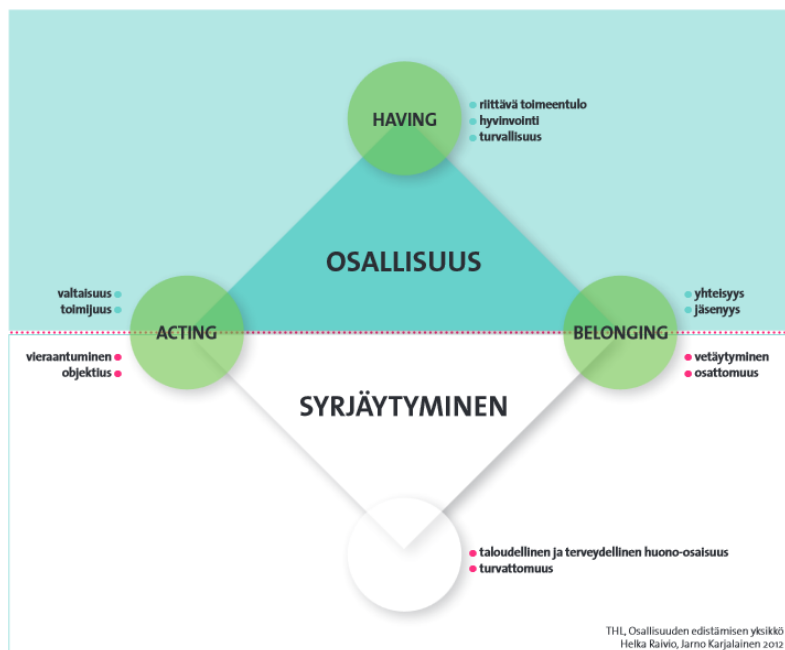 HAVING
riittävä toimeentulo
hyvinvointi
turvallisuus
OSALLISUUS
valtaisuus
toimijuus
ACTING
vieraantuminen
objektius
yhteisyys
jäsenyys
BELONGING
vetäytyminen
osattomuus
SYRJÄYTYMINEN
taloudellinen ja terveydellinen huono-osaisuus
turvattomuus
THL, Osallisuuden edistämisen yksikkö
Helka Raivio, Jarno Karjalainen 2012